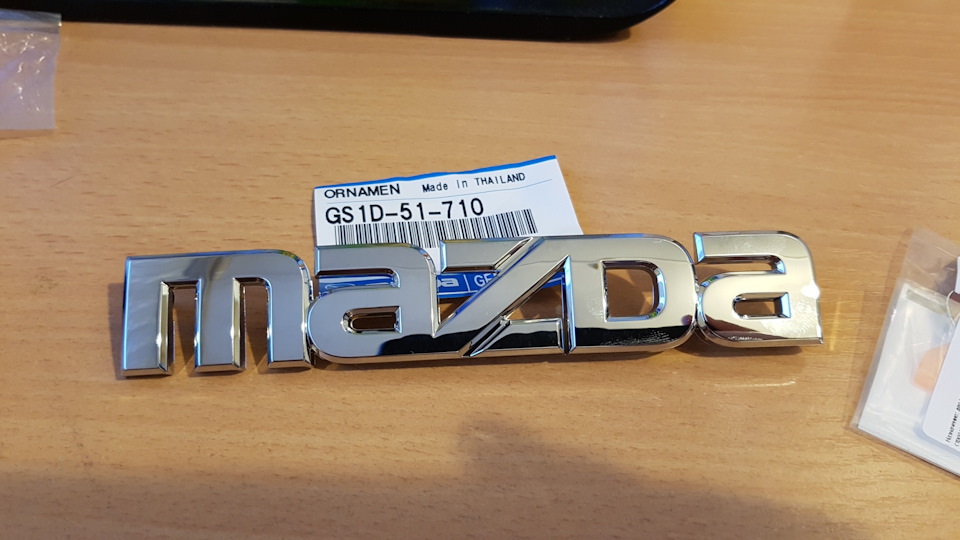 ORNAMEN Made in THAILAND
GS1D-51-710
mazDa